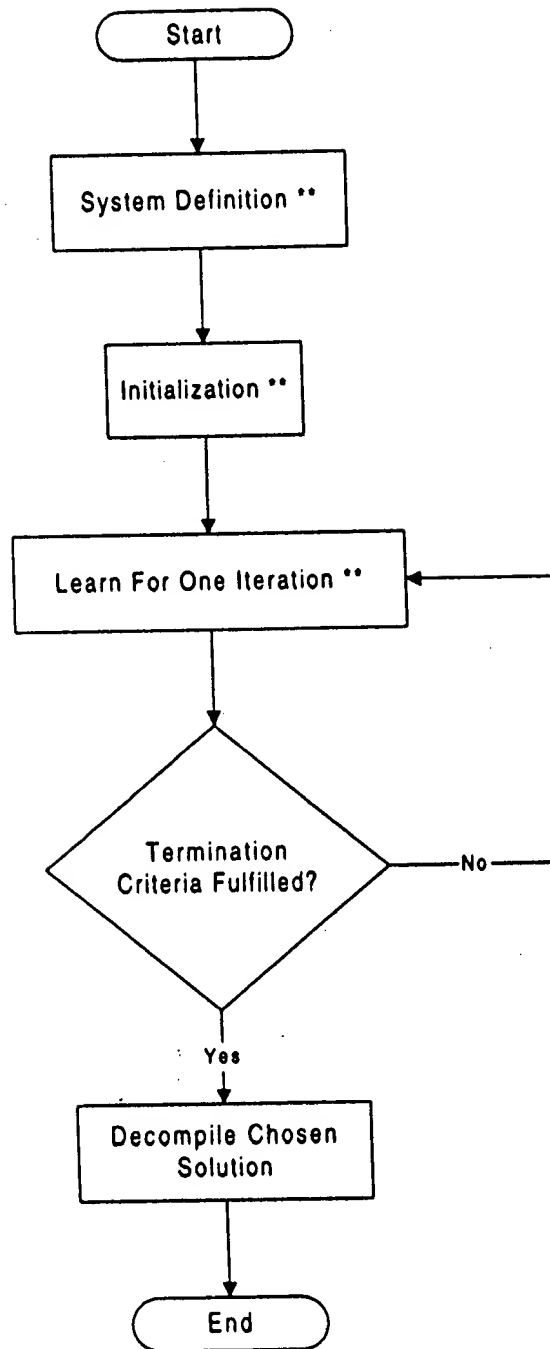 Start
System Definition **
Initialization **
Learn For One Iteration **
Termination
Criteria Fulfilled?
No
Yes
Decompile Chosen
Solution
End